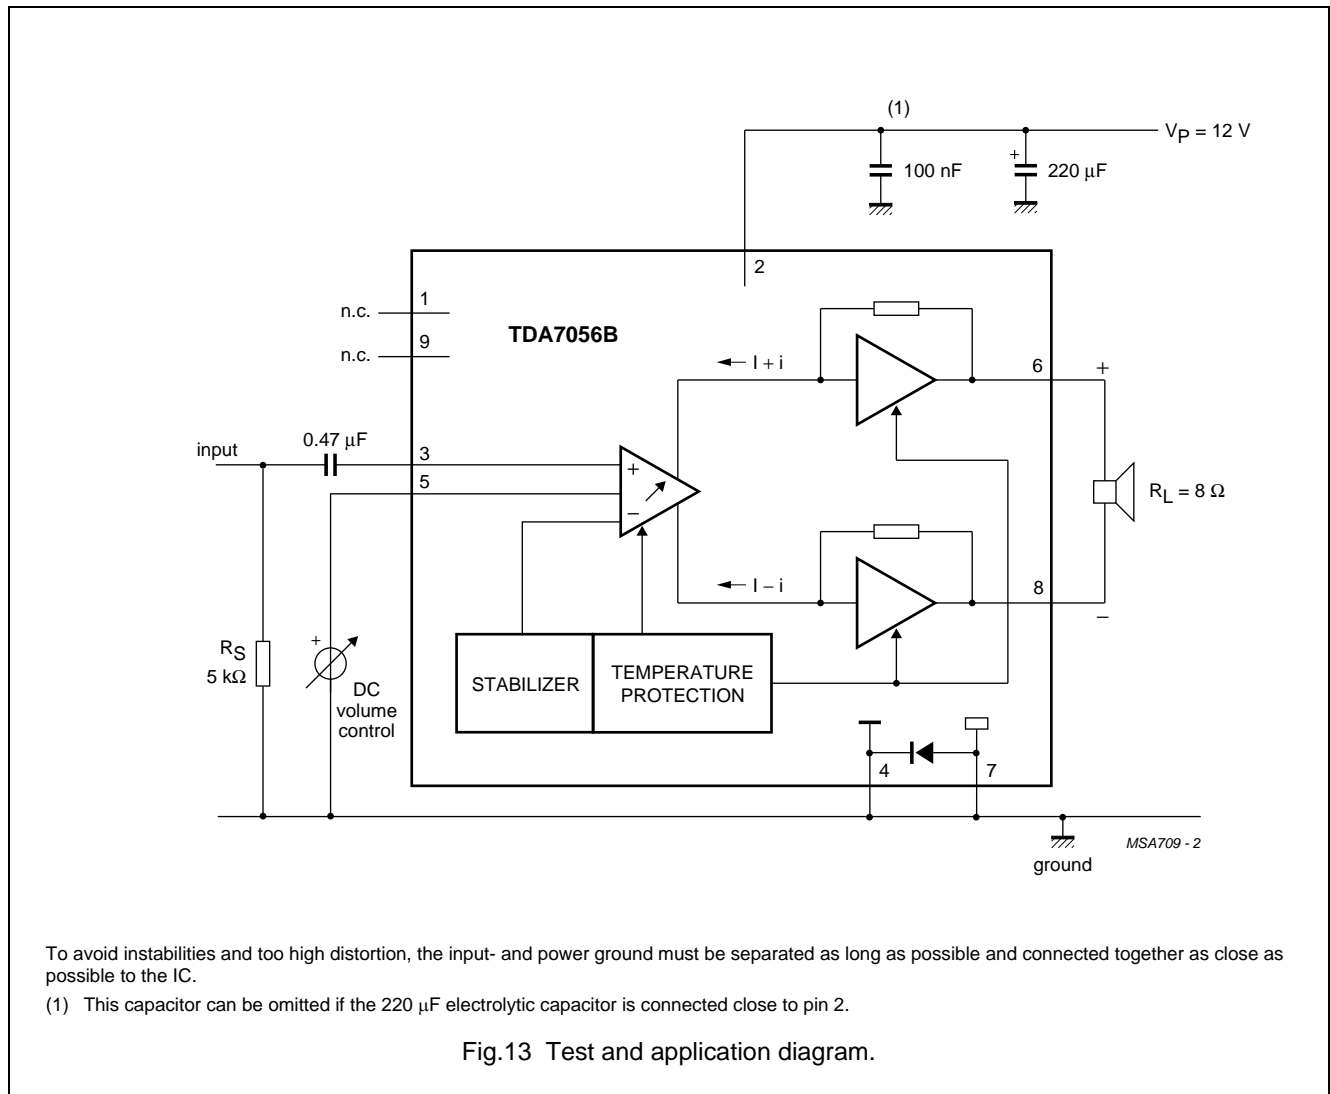 (1)
VP = 12 V
+
100 nF
220 μF
2
n.c.
1
TDA7056B
n.c.
9
I + i
6
+
input
0.47 μF
3
5
+
−
RL = 8 Ω
I − i
8
−
RS
5 kΩ
+
DC
volume
control
STABILIZER
TEMPERATURE
PROTECTION
4
7
MSA709 - 2
ground
To avoid instabilities and too high distortion, the input- and power ground must be separated as long as possible and connected together as close as
possible to the IC.
(1) This capacitor can be omitted if the 220 μF electrolytic capacitor is connected close to pin 2.
Fig.13 Test and application diagram.